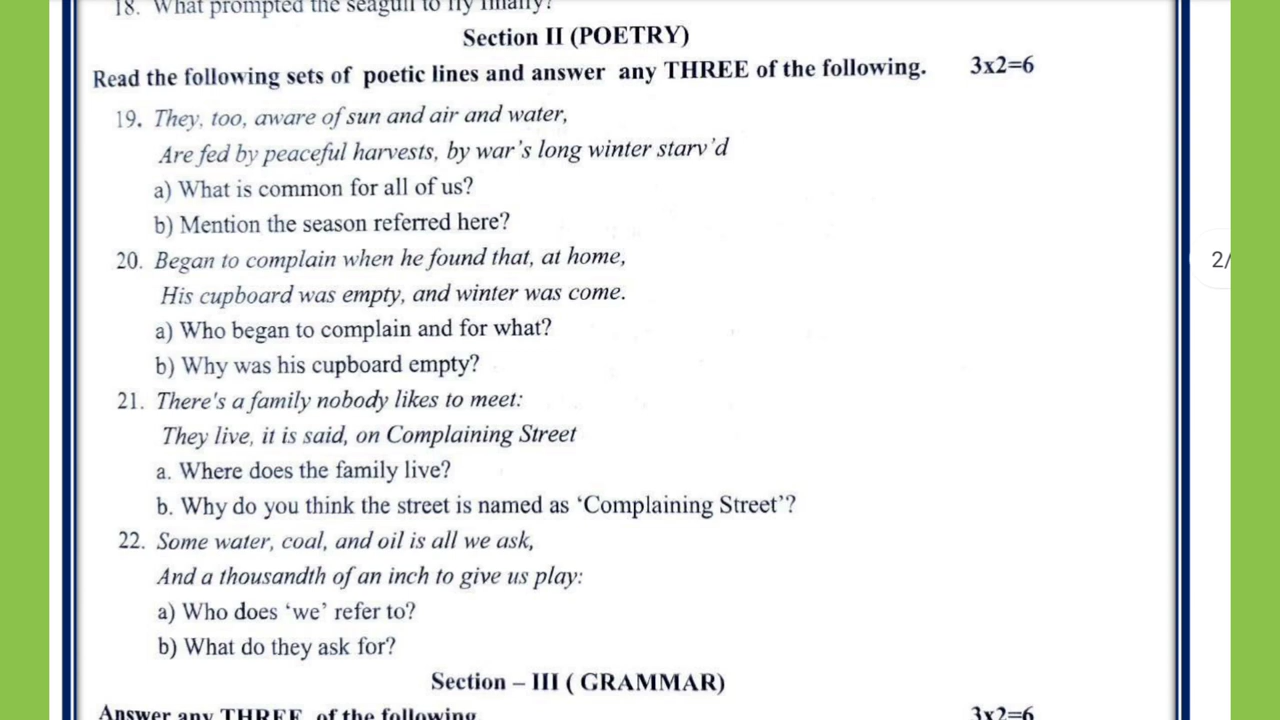 18. What prompted the seagull to fly finally?
Section II (POETRY)
Read the following sets of poetic lines and answer any THREE of the following. 3x2=6
19. They, too, aware of sun and air and water,
Are fed by peaceful harvests, by war's long winter starv'd
a) What is common for all of us?
b) Mention the season referred here?
20. Began to complain when he found that, at home,
His cupboard was empty, and winter was come.
a) Who began to complain and for what?
b) Why was his cupboard empty?
21. There's a family nobody likes to meet:
They live, it is said, on Complaining Street
a. Where does the family live?
b. Why do you think the street is named as 'Complaining Street'?
22. Some water, coal, and oil is all we ask,
And a thousandth of an inch to give us play:
a) Who does 'we' refer to?
b) What do they ask for?
Section – III ( GRAMMAR)
Answer any THREE of the following 3x2=6
2/